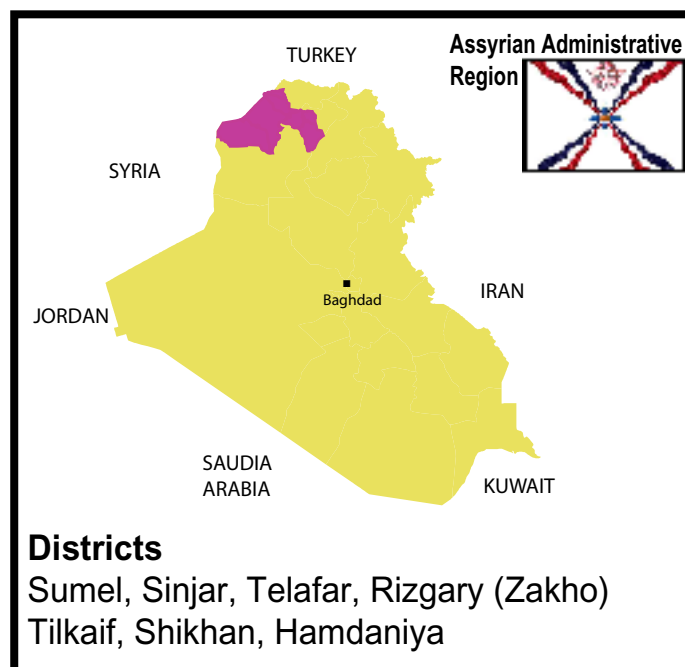 TURKEY
Assyrian Administrative
Region
SYRIA
IRAN
Baghdad
JORDAN
SAUDIA
ARABIA
KUWAIT
Districts
Sumel, Sinjar, Telafar, Rizgary (Zakho)
Tilkaif, Shikhan, Hamdaniya